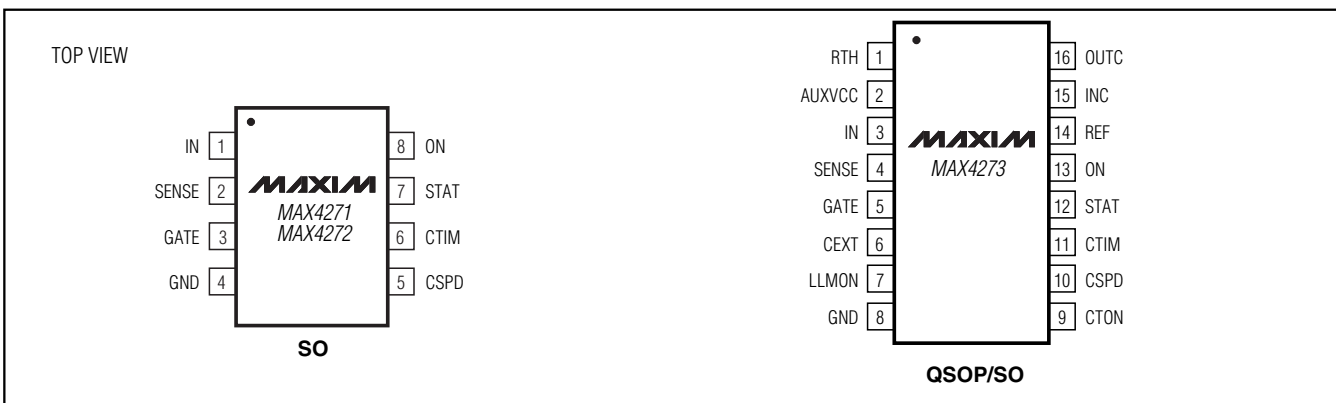 TOP VIEW
IN 1
SENSE 2
GATE 3
GND 4
MAXIM
MAX4271
MAX4272
8 ON
7 STAT
6 CTIM
5 CSPD
SO
RTH 1
AUXVCC 2
IN 3
SENSE 4
GATE 5
CEXT 6
LLMON 7
GND 8
MAXIM
MAX4273
16 OUTC
15 INC
14 REF
13 ON
12 STAT
11 CTIM
10 CSPD
9 CTON
QSOP/SO